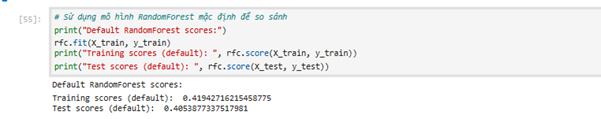 [55]: # Sử dụng mô hình RandomForest mặc định để so sánh
print("Default RandomForest scores:")
rfc.fit(X_train, y_train)
print("Training scores (default): ", rfc.score(X_train, y_train))
print("Test scores (default): ", rfc.score(X_test, y_test))
Default RandomForest scores:
Training scores (default):  0.41942716215458775
Test scores (default):  0.4053877337517981